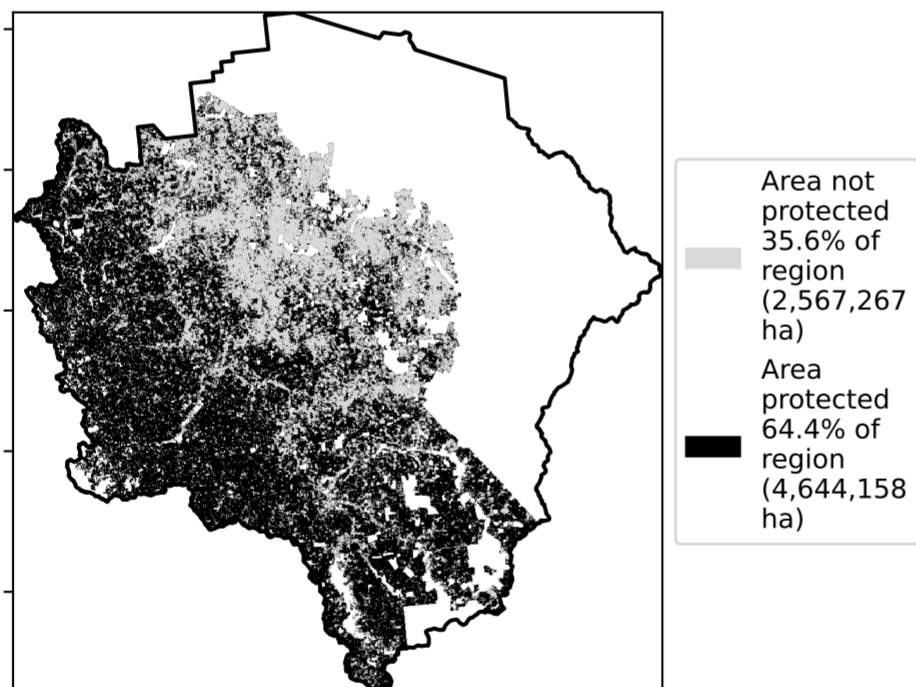 Area not
protected
35.6% of
region
(2,567,267
ha)
Area
protected
64.4% of
region
(4,644,158
ha)